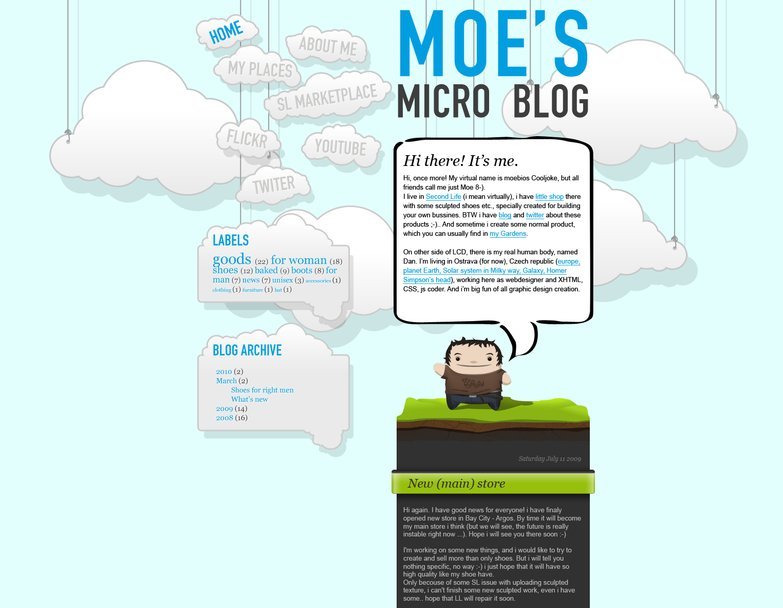 HOME
ABOUT ME
MY PLACES
SL MARKETPLACE
FLICKR
YOUTUBE
TWITER
MOE'S
MICRO BLOG
Hi there! It's me.
Hi, once more! My virtual name is moebios Cooljoke, but all
friends call me just Moe 8-).
I live in Second Life (i mean virtually), i have little shop there
with some sculpted shoes etc., specially created for building
your own bussines. BTW i have blog and twitter about these
products ;-).. And sometime i create some normal product,
which you can usually find in my Gardens.
On other side of LCD, there is my real human body, named
Dan. I'm living in Ostrava (for now), Czech republic (europe,
planet Earth, Solar system in Milky way, Galaxy, Homer
Simpson's head), working here as webdesigner and XHTML,
CSS, js coder. And i'm big fun of all graphic design creation.
LABELS
goods (22) for woman (18)
shoes (12) baked (9) boots (8) for
man (7) news (7) unisex (3) accessories (1)
clothing (1) furniture (1) hat (1)
BLOG ARCHIVE
2010 (2)
March (2)
Shoes for right men
What's new
2009 (14)
2008 (16)
Saturday July 11 2009
New (main) store
Hi again. I have good news for everyone! i have finaly
opened new store in Bay City - Argos. By time it will become
my main store i think (but we will see, the future is really
instable right now ...). Hope i will see you there soon :-)
I'm working on some new things, and i would like to try to
create and sell more than only shoes. But i will tell you
nothing specific, no way :-) i just hope that it will have so
high quality like my shoe have.
Only becouse of some SL issue with uploading sculpted
texture, i can't finish some new sculpted work, even i have
some.. hope that LL will repair it soon.